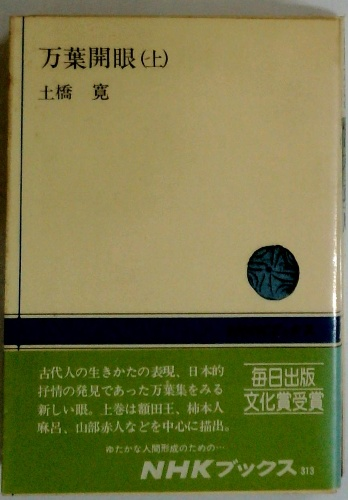 万葉開眼(上)
土橋 寛
古代人の生きかたの表現、日本的
抒情の発見であった万葉集をみる
新しい眼。上巻は額田王、柿本人
麻呂、山部赤人などを中心に描出。
毎日出版
文化賞受賞
ゆたかな人間形成のための…
NHKブックス 313